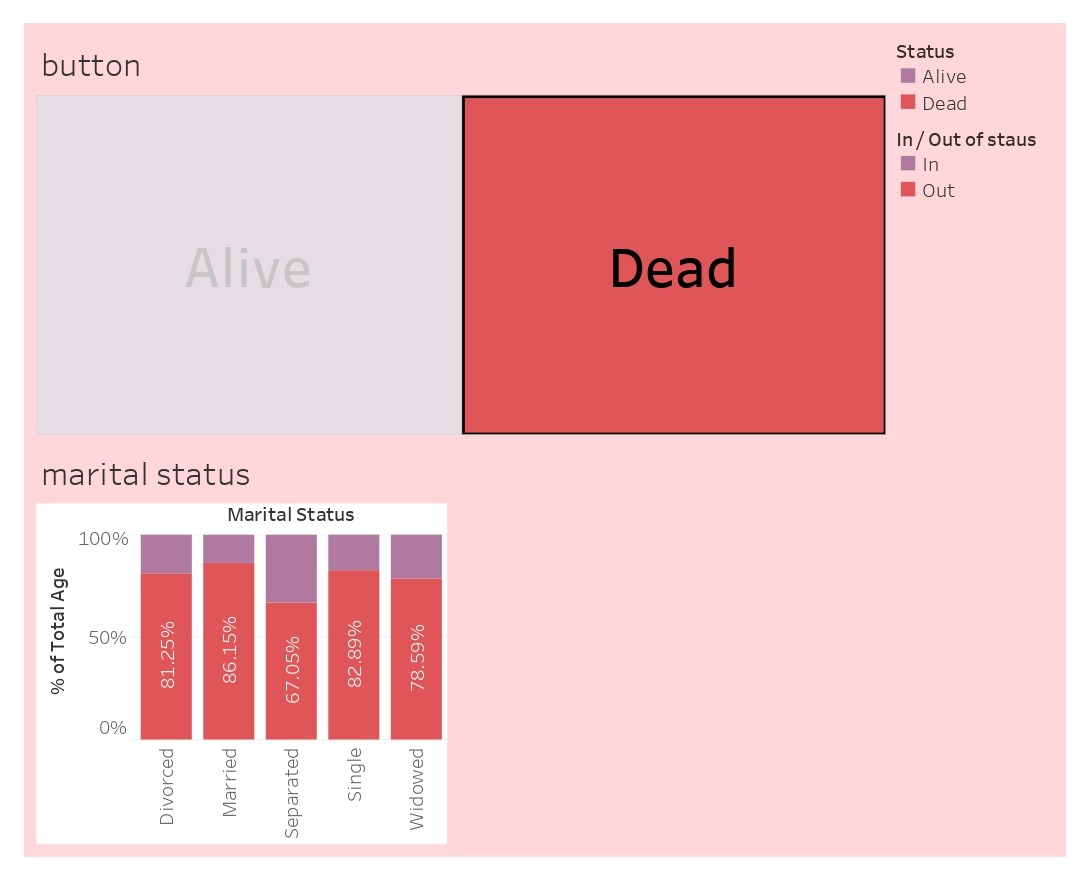 button
Status
Alive
Dead
In / Out of staus
In
Out
Alive
Dead
marital status
Marital Status
% of Total Age
100%
50%
0%
81.25%
86.15%
67.05%
82.89%
78.59%
Divorced
Married
Separated
Single
Widowed